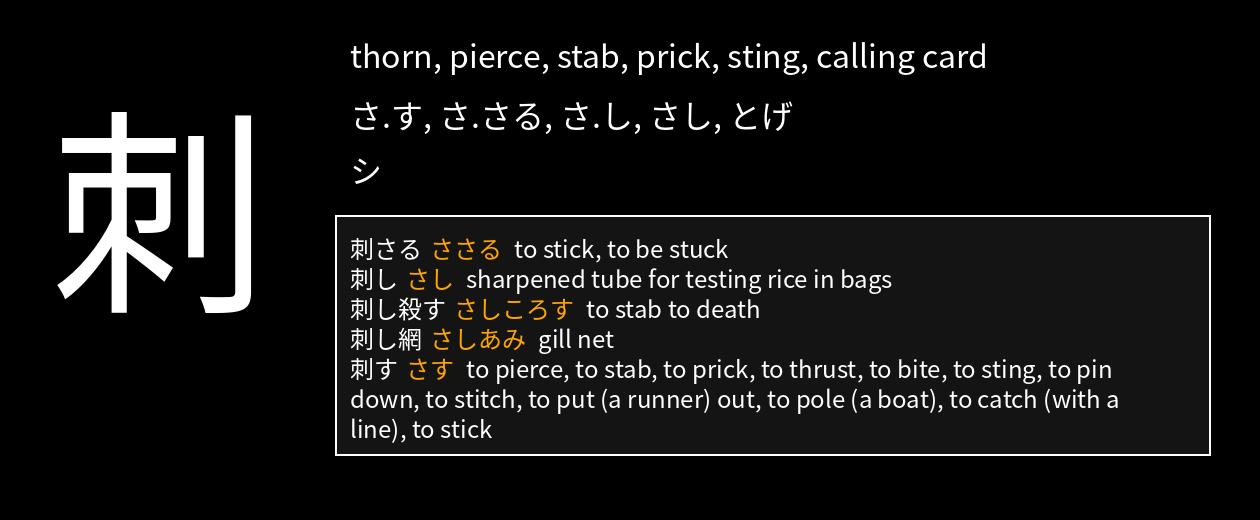 刺
thorn, pierce, stab, prick, sting, calling card
さ.す, さ.さる, さ.し, さし, とげ
シ
刺さる ささる to stick, to be stuck
刺し さし sharpened tube for testing rice in bags
刺し殺す さしころす to stab to death
刺し網 さしあみ gill net
刺す さす to pierce, to stab, to prick, to thrust, to bite, to sting, to pin
down, to stitch, to put (a runner) out, to pole (a boat), to catch (with a
line), to stick